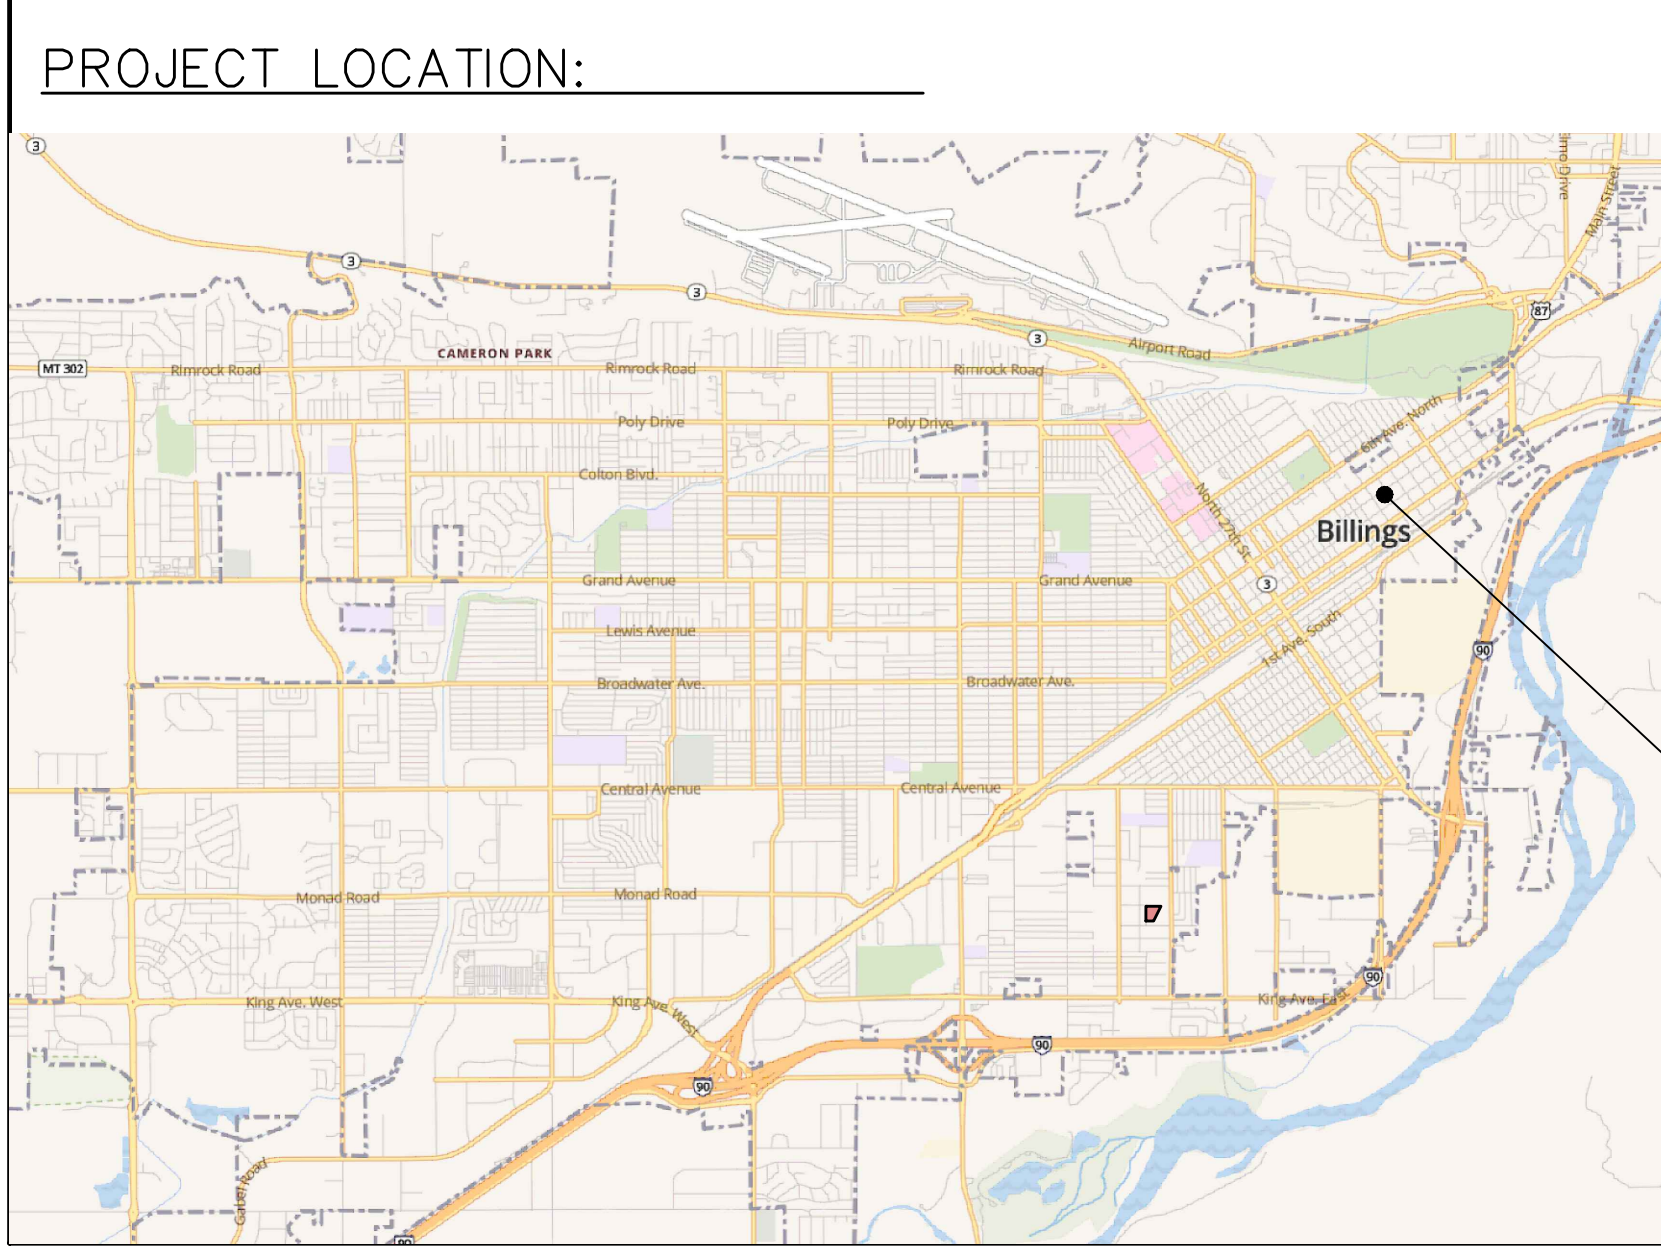 PROJECT LOCATION:
3
Main Street
3
3
87
3
Airport Road
CAMERON PARK
MT 302
Rimrock Road
Rimrock Road
Rimrock Road
Poly Drive
Poly Drive
6th Ave. North
Colton Blvd.
North 27th St.
Billings
Grand Avenue
Grand Avenue
3
Lewis Avenue
1st Ave. South
90
Broadwater Ave.
Broadwater Ave.
Central Avenue
Central Avenue
Monad Road
Monad Road
90
King Ave. West
King Ave. West
King Ave. East
90
90
Gabel Road
90